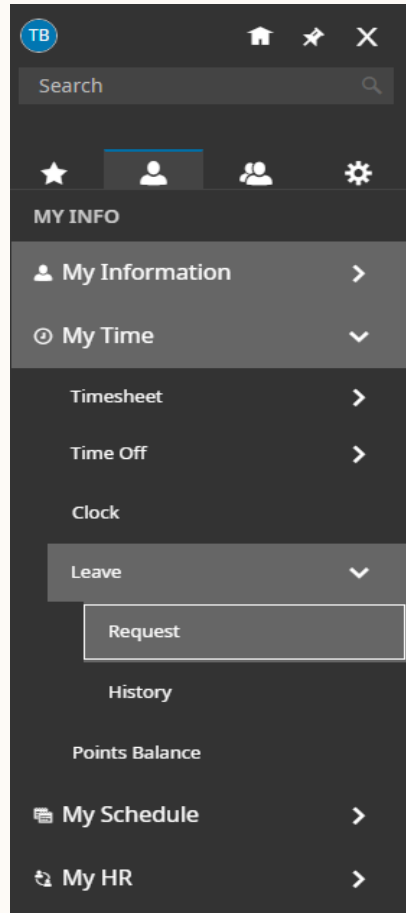 TB
Search
MY INFO
My Information
My Time
Timesheet
Time Off
Clock
Leave
Request
History
Points Balance
My Schedule
My HR